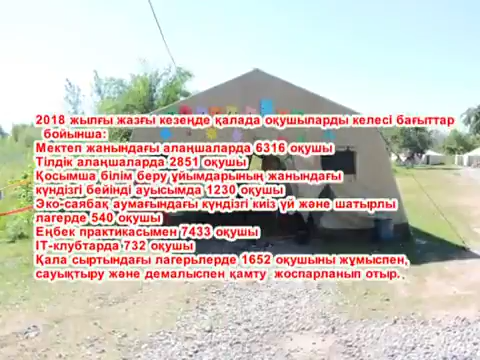 2018 жылғы жазғы кезеңде қалада оқушыларды келесі бағыттар
бойынша:
Мектеп жанындағы алаңшаларда 6316 оқушы
Тілдік алаңшаларда 2851 оқушы
Қосымша білім беру ұйымдарының жанындағы
күндізгі бейінді ауысымда 1230 оқушы
Эко-саябақ аумағындағы күндізгі киіз үй және шатырлы
лагерде 540 оқушы
Еңбек практикасымен 7433 оқушы
IT-клубтарда 732 оқушы
Қала сыртындағы лагерьлерде 1652 оқушыны жұмыспен,
сауықтыру және демалыспен қамту жоспарланып отыр.